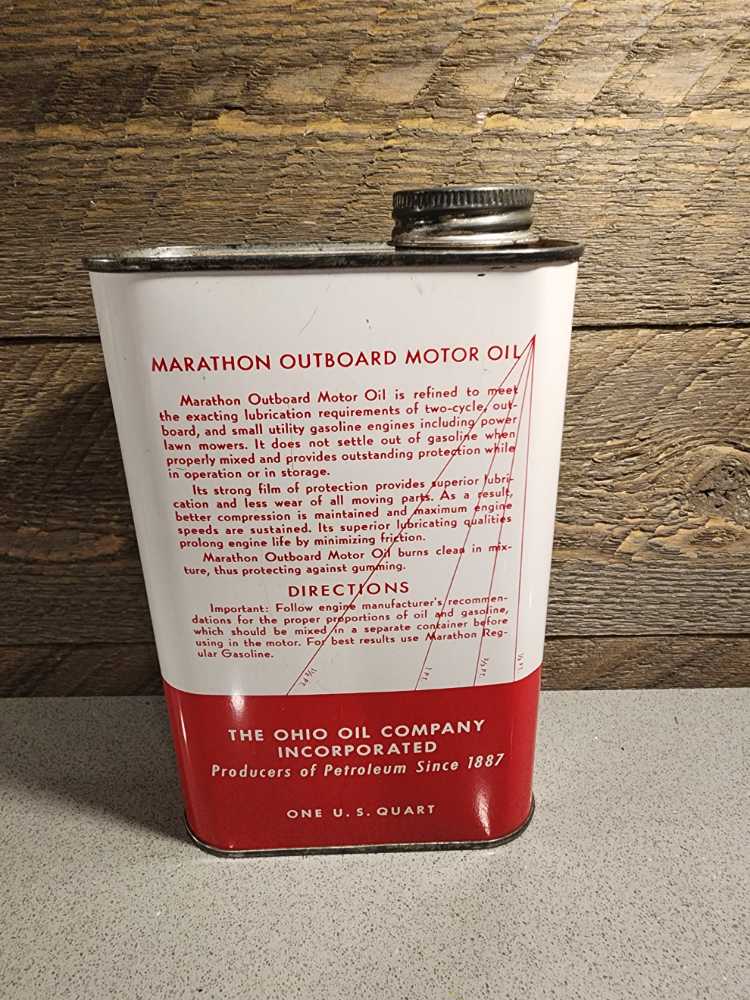 MARATHON OUTBOARD MOTOR OIL
Marathon Outboard Motor Oil is refined to meet
the exacting lubrication requirements of two-cycle, out-
board, and small utility gasoline engines including power
lawn mowers. It does not settle out of gasoline when
properly mixed and provides outstanding protection while
in operation or in storage.
Its strong film of protection provides superior lubri-
cation and less wear of all moving parts. As a result,
better compression is maintained and maximum engine
speeds are sustained. Its superior lubricating qualities
prolong engine life by minimizing friction.
Marathon Outboard Motor Oil burns clean in mix-
ture, thus protecting against gumming.
DIRECTIONS
Important: Follow engine manufacturer's recommen-
dations for the proper proportions of oil and gasoline,
which should be mixed in a separate container before
using in the motor. For best results use Marathon Reg-
ular Gasoline.
1 PT.
THE OHIO OIL COMPANY
INCORPORATED
Producers of Petroleum Since 1887
ONE U. S. QUART